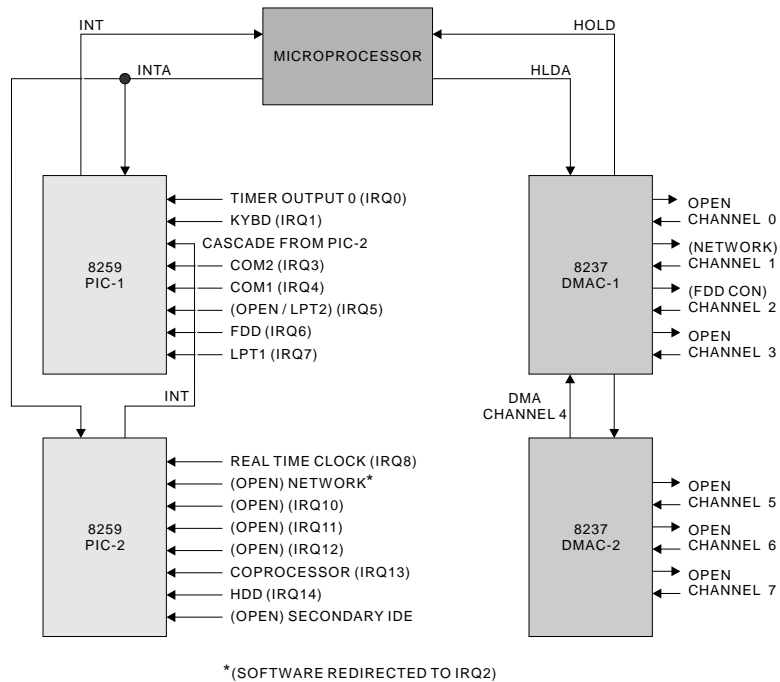 INT
HOLD
MICROPROCESSOR
INTA
HLDA
8259
PIC-1
TIMER OUTPUT 0 (IRQ0)
KYBD (IRQ1)
CASCADE FROM PIC-2
COM2 (IRQ3)
COM1 (IRQ4)
(OPEN / LPT2) (IRQ5)
FDD (IRQ6)
LPT1 (IRQ7)
8237
DMAC-1
OPEN
CHANNEL 0
(NETWORK)
CHANNEL 1
(FDD CON)
CHANNEL 2
OPEN
CHANNEL 3
INT
DMA
CHANNEL 4
8259
PIC-2
REAL TIME CLOCK (IRQ8)
(OPEN) NETWORK*
(OPEN) (IRQ10)
(OPEN) (IRQ11)
(OPEN) (IRQ12)
COPROCESSOR (IRQ13)
HDD (IRQ14)
(OPEN) SECONDARY IDE
8237
DMAC-2
OPEN
CHANNEL 5
OPEN
CHANNEL 6
OPEN
CHANNEL 7
*(SOFTWARE REDIRECTED TO IRQ2)